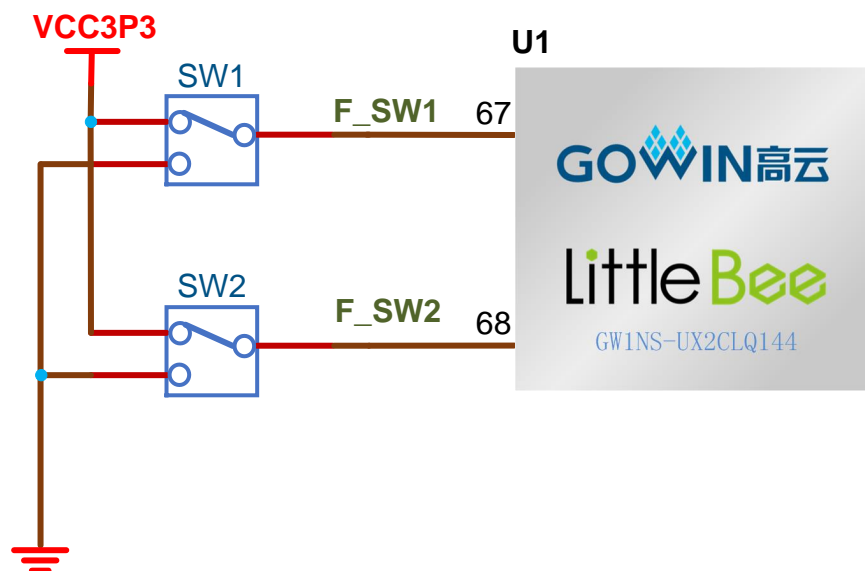 VCC3P3
U1
SW1
F_SW1
67
GOWIN高云
LittleBee
SW2
F_SW2
68
GW1NS-UX2CLQ144